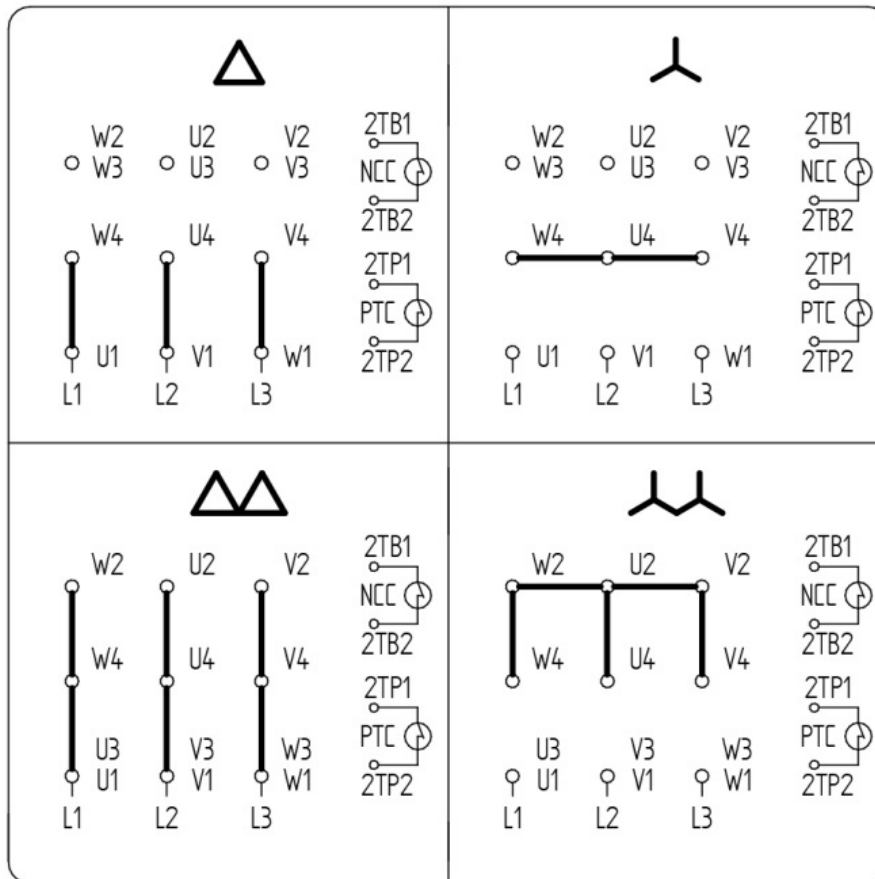 W2 U2 V2 2TB1
W3 U3 V3 NCC
2TB2
W4 U4 V4
2TP1
PTC
U1 V1 W1 2TP2
L1 L2 L3
W2 U2 V2 2TB1
W3 U3 V3 NCC
2TB2
W4 U4 V4
2TP1
PTC
U1 V1 W1 2TP2
L1 L2 L3
2TB1
W2 U2 V2
NCC
2TB2
W4 U4 V4
2TP1
U3 V3 W3 PTC
U1 V1 W1 2TP2
L1 L2 L3
2TB1
W2 U2 V2
NCC
2TB2
W4 U4 V4
2TP1
U3 V3 W3 PTC
U1 V1 W1 2TP2
L1 L2 L3